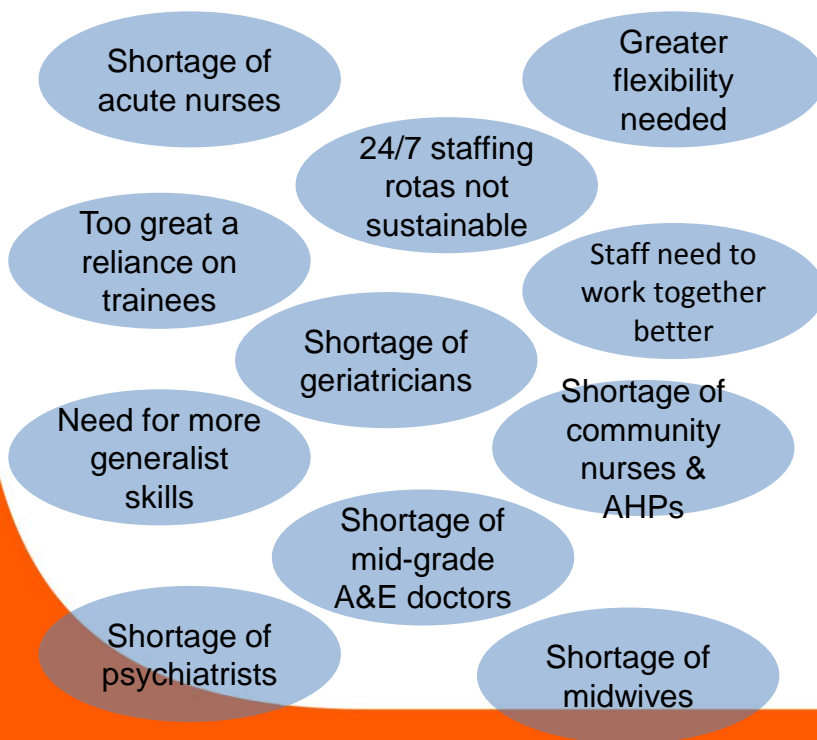 Shortage of
acute nurses
Greater
flexibility
needed
24/7 staffing
rotas not
sustainable
Too great a
reliance on
trainees
Staff need to
work together
better
Shortage of
geriatricians
Shortage of
community
nurses &
AHPs
Need for more
generalist
skills
Shortage of
mid-grade
A&E doctors
Shortage of
psychiatrists
Shortage of
midwives